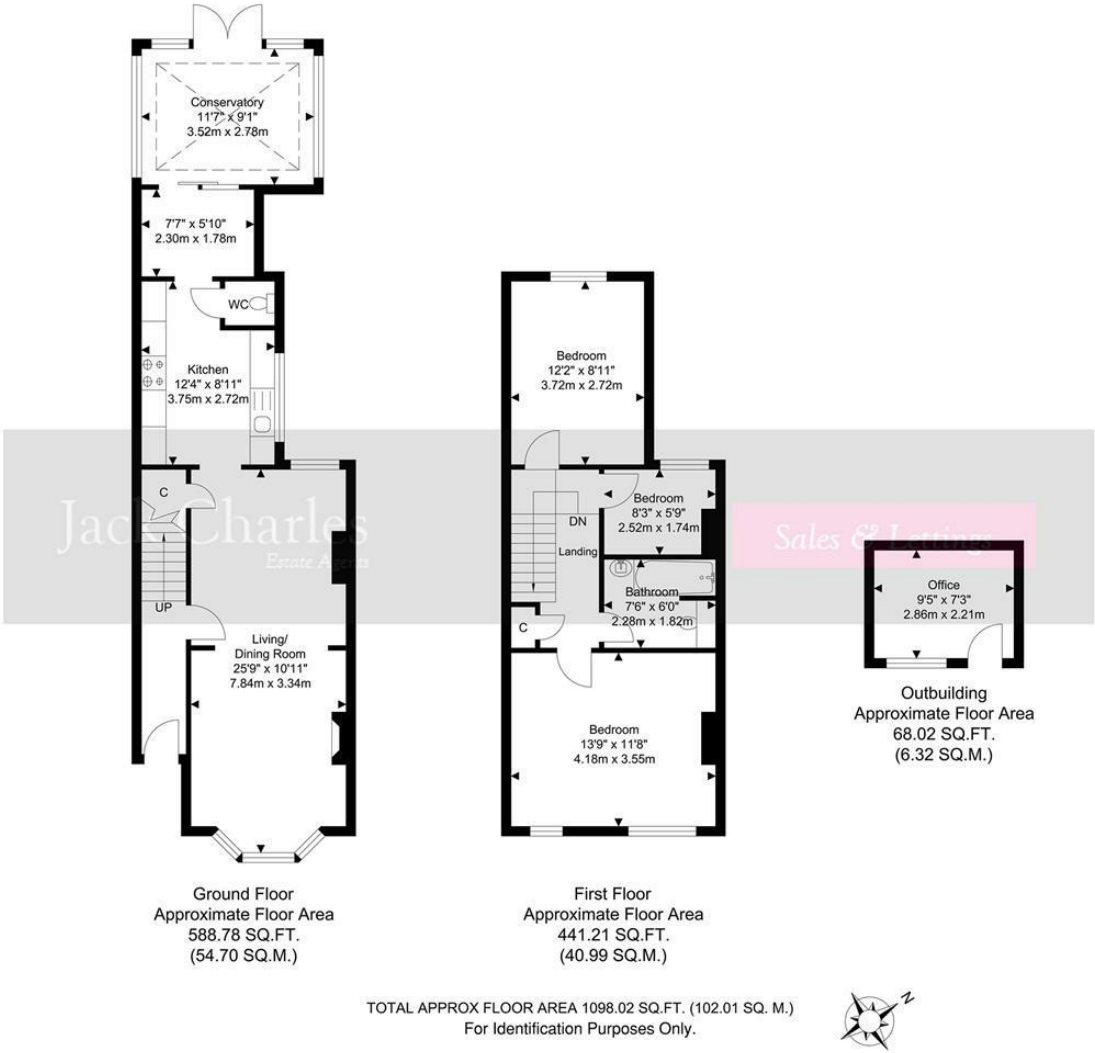 Conservatory
11'7" x 9'1"
3.52m x 2.78m
7'7" x 5'10"
2.30m x 1.78m
WC
Kitchen
12'4" x 8'11"
3.75m x 2.72m
C
UP
Living/
Dining Room
25'9" x 10'11"
7.84m x 3.34m
Ground Floor
Approximate Floor Area
588.78 SQ.FT.
(54.70 SQ.M.)
Bedroom
12'2" x 8'11"
3.72m x 2.72m
Bedroom
8'3" x 5'9"
2.52m x 1.74m
DN
Landing
Bathroom
7'6" x 6'0"
2.28m x 1.82m
C
Bedroom
13'9" x 11'8"
4.18m x 3.55m
First Floor
Approximate Floor Area
441.21 SQ.FT.
(40.99 SQ.M.)
Jack Charles
Estate Agents
Sales & Lettings
Office
9'5" x 7'3"
2.86m x 2.21m
Outbuilding
Approximate Floor Area
68.02 SQ.FT.
(6.32 SQ.M.)
TOTAL APPROX FLOOR AREA 1098.02 SQ.FT. (102.01 SQ. M.)
For Identification Purposes Only.
N